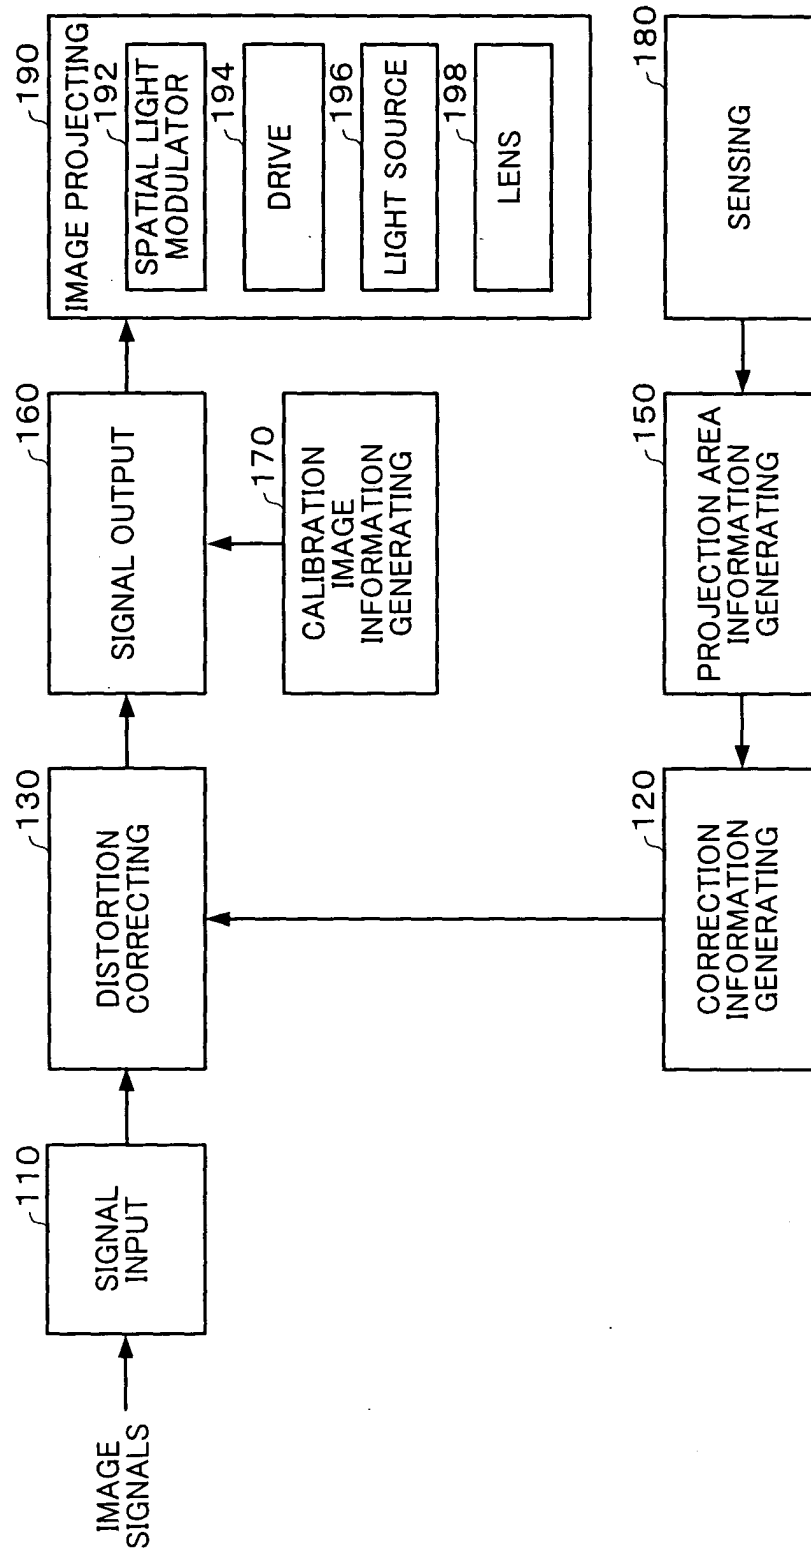 IMAGE
SIGNALS
110
SIGNAL
INPUT
130
DISTORTION
CORRECTING
160
SIGNAL OUTPUT
170
CALIBRATION
IMAGE
INFORMATION
GENERATING
190
IMAGE PROJECTING
192
SPATIAL LIGHT
MODULATOR
194
DRIVE
196
LIGHT SOURCE
198
LENS
120
CORRECTION
INFORMATION
GENERATING
150
PROJECTION AREA
INFORMATION
GENERATING
180
SENSING